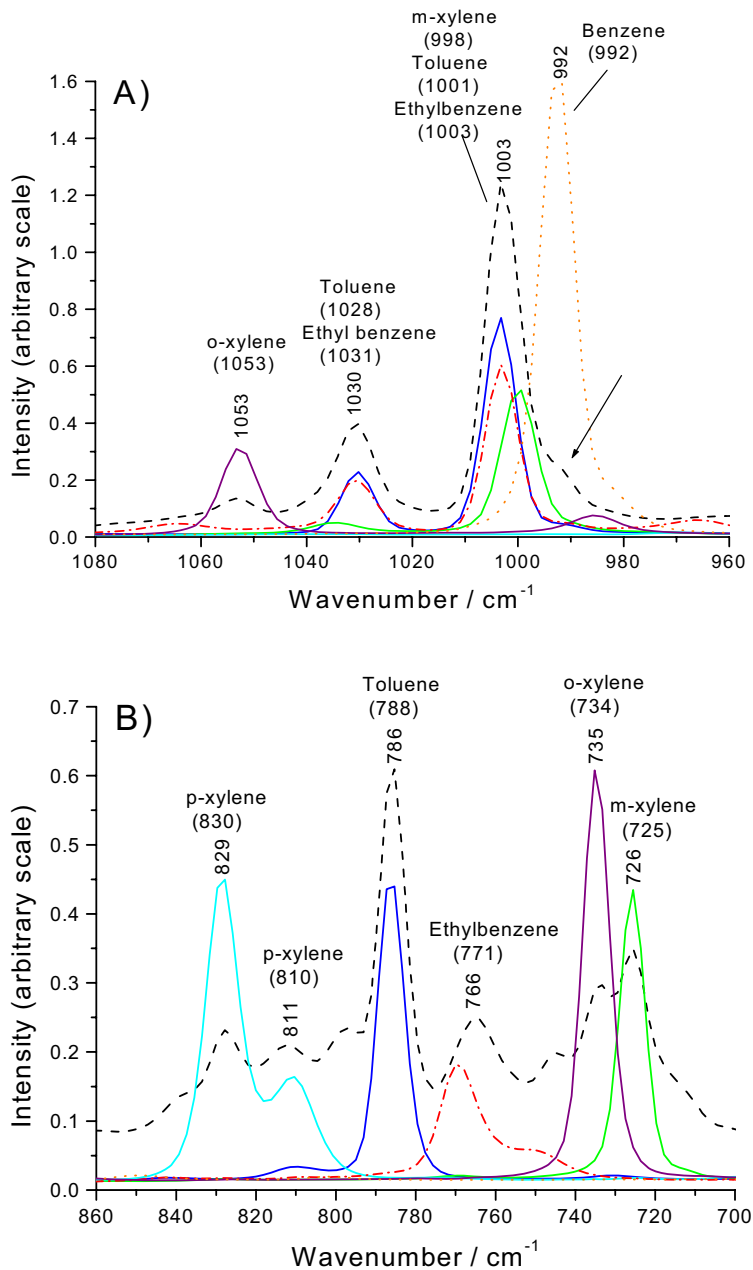 A)
m-xylene
(998)
Toluene
(1001)
Ethylbenzene
(1003)
1003
992
Benzene
(992)
Toluene
(1028)
Ethyl benzene
(1031)
1030
o-xylene
(1053)
1053
Intensity (arbitrary scale)
1.6
1.4
1.2
1.0
0.8
0.6
0.4
0.2
0.0
1080 1060 1040 1020 1000 980 960
Wavenumber / cm-1
B)
Toluene
(788)
786
o-xylene
(734)
735
p-xylene
(830)
829
m-xylene
(725)
726
p-xylene
(810)
811
Ethylbenzene
(771)
766
Intensity (arbitrary scale)
0.7
0.6
0.5
0.4
0.3
0.2
0.1
0.0
860 840 820 800 780 760 740 720 700
Wavenumber / cm-1